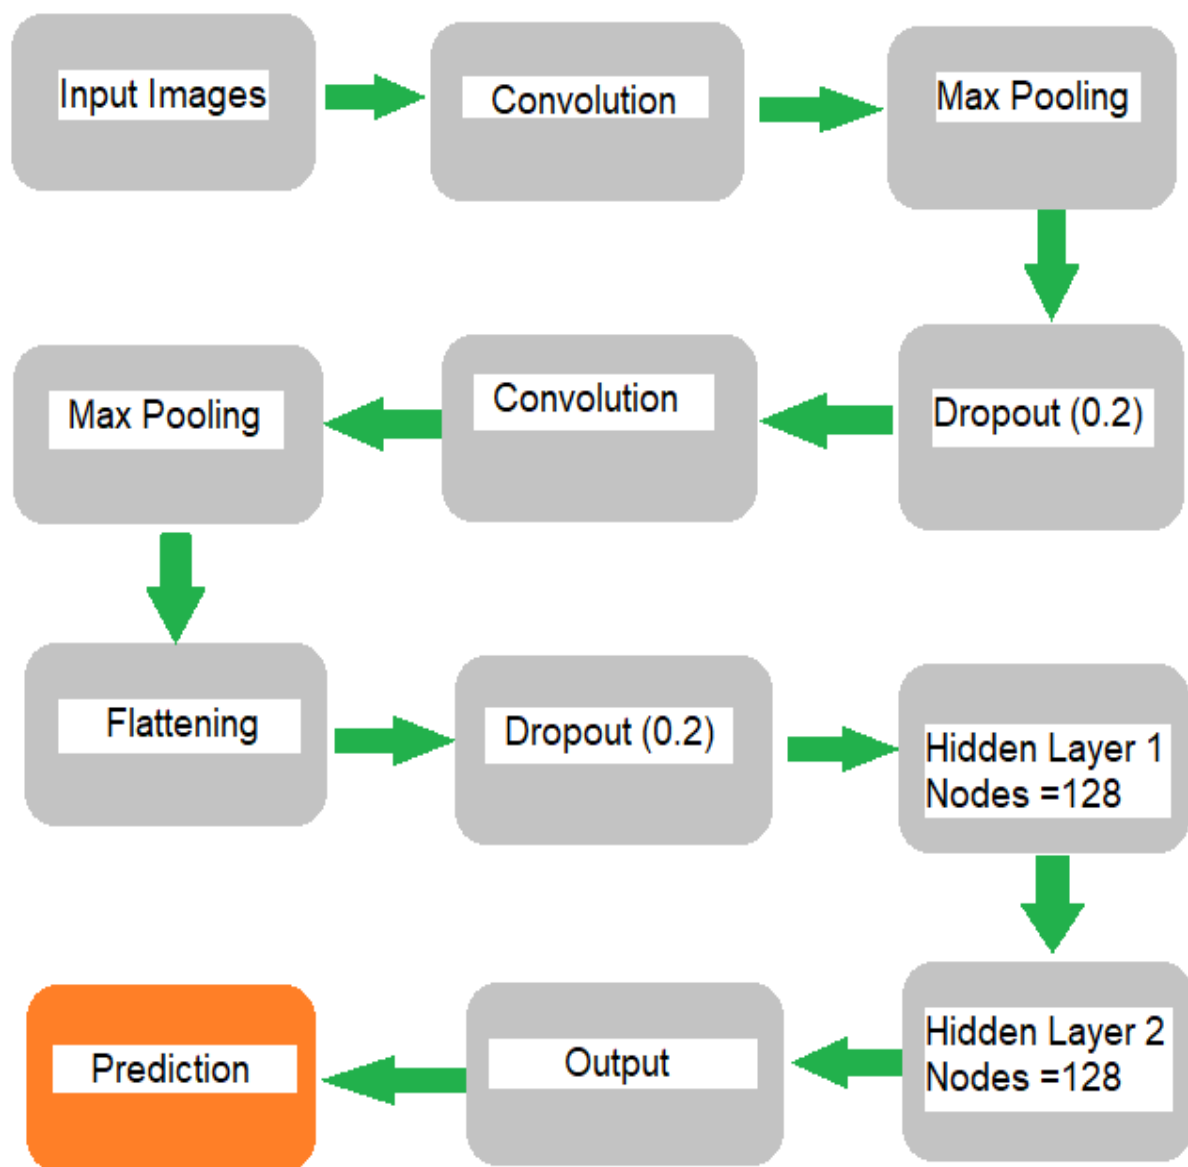 Input Images
Convolution
Max Pooling
Dropout (0.2)
Convolution
Max Pooling
Flattening
Dropout (0.2)
Hidden Layer 1
Nodes =128
Hidden Layer 2
Nodes =128
Output
Prediction